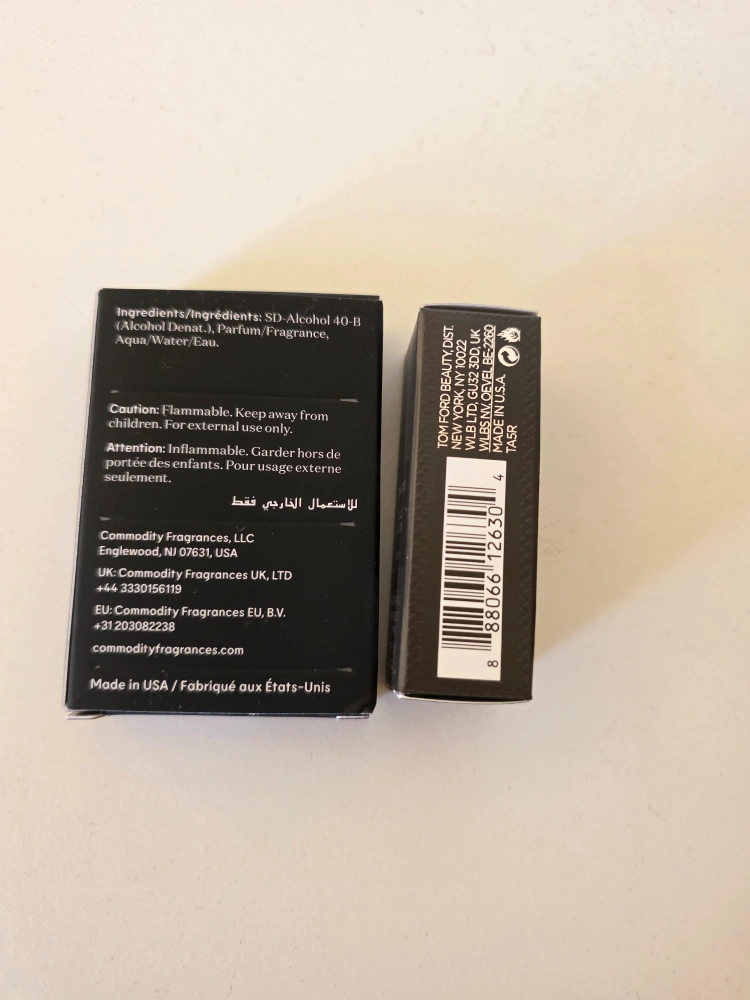 Ingredients/Ingrédients: SD-Alcohol 40-B
(Alcohol Denat.), Parfum/Fragrance,
Aqua/Water/Eau.
Caution: Flammable. Keep away from
children. For external use only.
Attention: Inflammable. Garder hors de
portée des enfants. Pour usage externe
seulement.
للاستعمال الخارجي فقط
Commodity Fragrances, LLC
Englewood, NJ 07631, USA
UK: Commodity Fragrances UK, LTD
+44 3330156119
EU: Commodity Fragrances EU, B.V.
+31 203082238
commodityfragrances.com
Made in USA / Fabriqué aux États-Unis
TOM FORD BEAUTY, DIST.
NEW YORK, NY 10022
WLB LTD, GU32 3DD, UK
WLBS NV. OEVEL BE-2260
MADE IN U.S.A.
TA5R
8 88066 12630 4